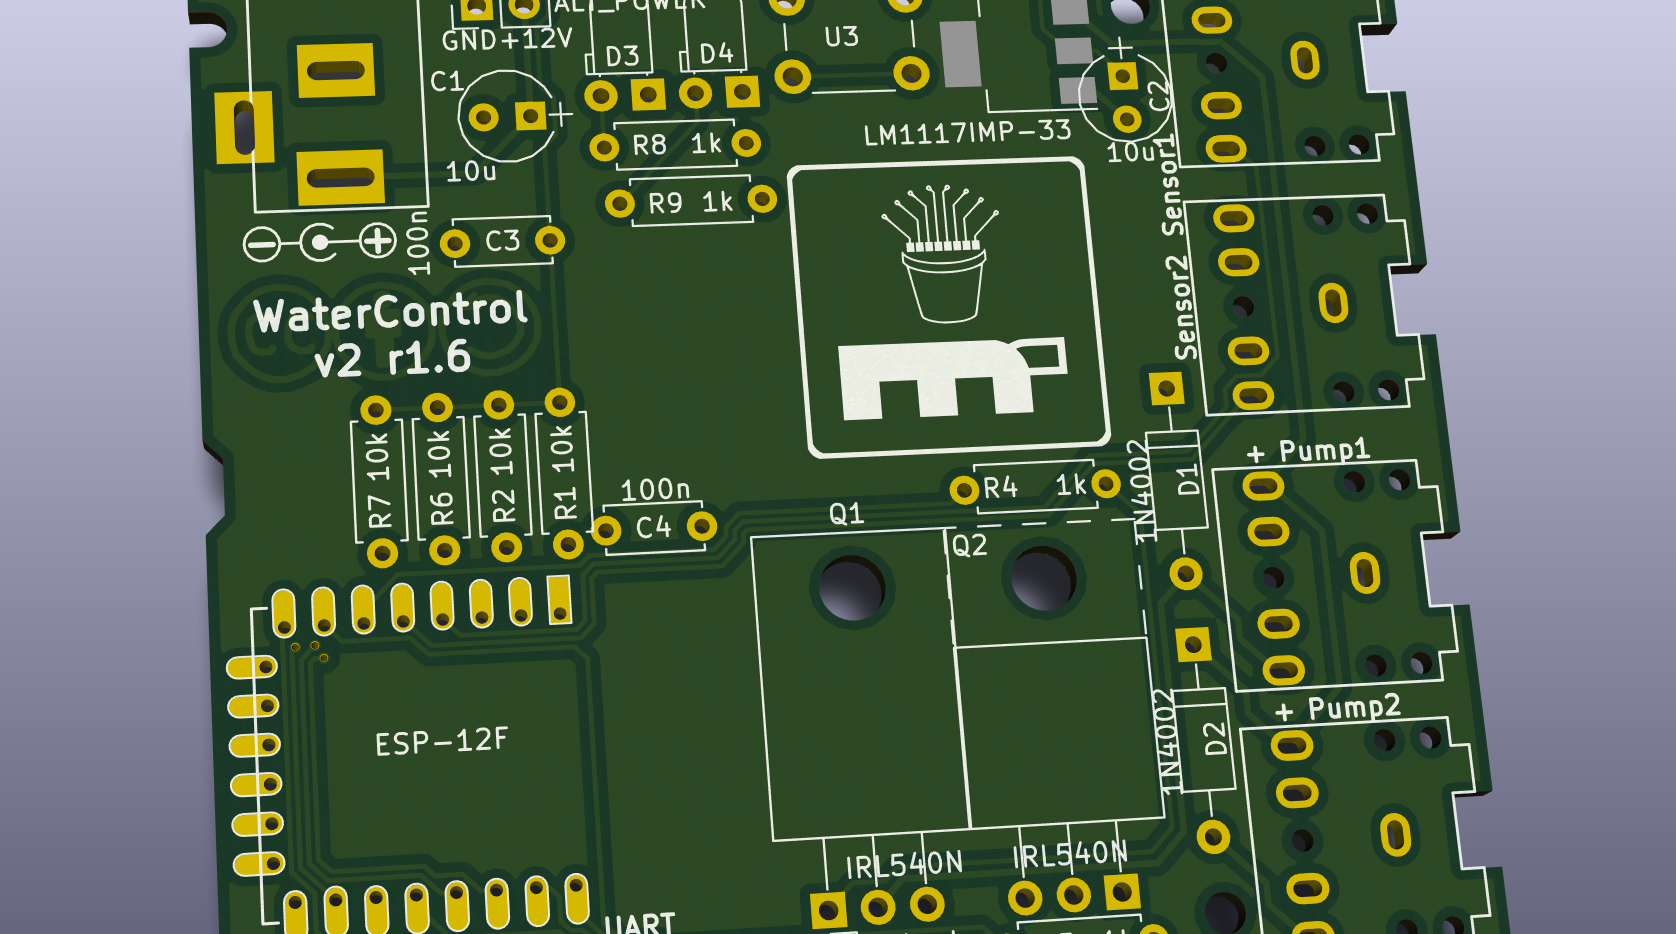 ALT_POWER
GND +12V
D3
D4
U3
C1
10u
R8 1k
R9 1k
C3
100n
LM1117IMP-33
C2
10u
Sensor1
Sensor2
WaterControl
v2 r1.6
R7 10k
R6 10k
R2 10k
R1 10k
100n
C4
R4 1k
1N4002
D1
+ Pump1
Q1
Q2
ESP-12F
1N4002
D2
+ Pump2
IRL540N
IRL540N
UART